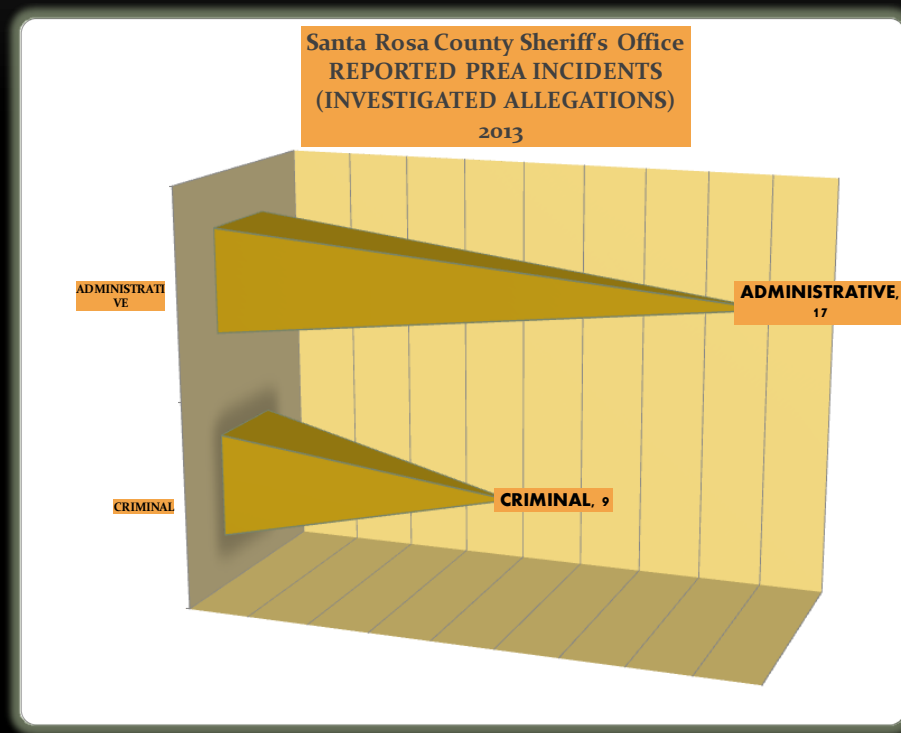 Santa Rosa County Sheriff's Office
REPORTED PREA INCIDENTS
(INVESTIGATED ALLEGATIONS)
2013
ADMINISTRATI
VE
ADMINISTRATIVE,
17
CRIMINAL
CRIMINAL, 9